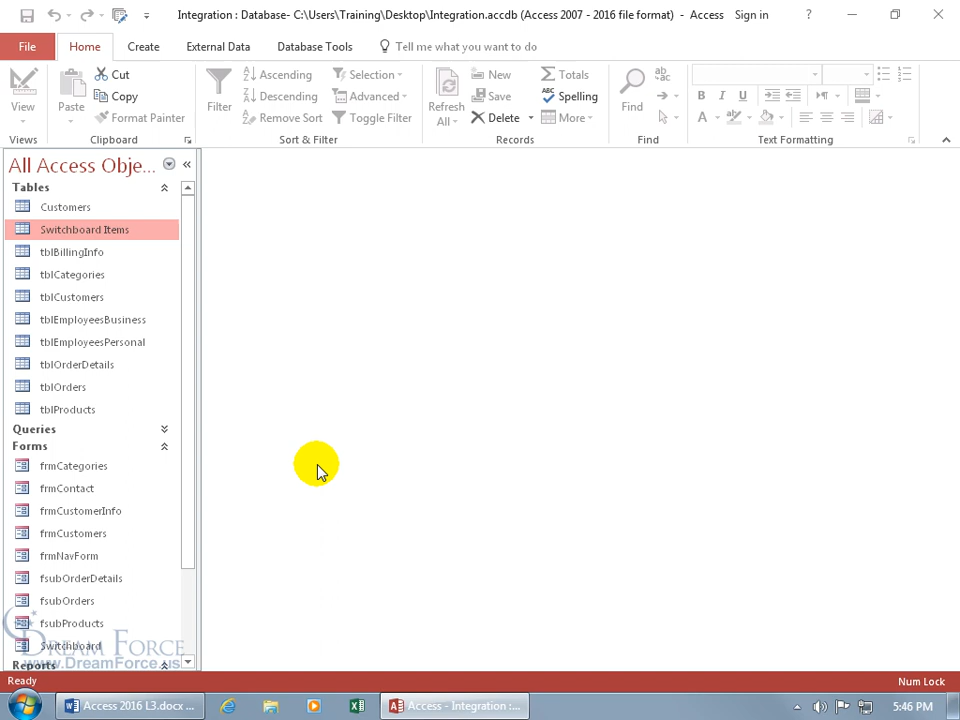 Integration : Database- C:\Users\Training\Desktop\Integration.accdb (Access 2007 - 2016 file format) - Access Sign in ?
File Home Create External Data Database Tools Tell me what you want to do
Cut Ascending Selection New Totals
Copy Descending Advanced Save Spelling
View Paste Format Painter Filter Remove Sort Toggle Filter Refresh All Delete More Find B I U A
Views Clipboard Sort & Filter Records Find Text Formatting
All Access Obje...
Tables
Customers
Switchboard Items
tblBillingInfo
tblCategories
tblCustomers
tblEmployeesBusiness
tblEmployeesPersonal
tblOrderDetails
tblOrders
tblProducts
Queries
Forms
frmCategories
frmContact
frmCustomerInfo
frmCustomers
frmNavForm
fsubOrderDetails
fsubOrders
fsubProducts
Switchboard
DREAM FORCE
www.DreamForce.us
Reports
Ready Num Lock
Access 2016 L3.docx ... Access - Integration :... 5:46 PM